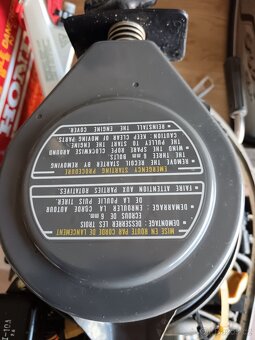 EMERGENCY STARTING PROCEDURE
• REMOVE THE RECOIL STARTER BY REMOVING
THE THREE 6 mm BOLTS.
• WIND THE SPARE ROPE CLOCKWISE AROUND
THE PULLEY TO START THE ENGINE.
CAUTION: KEEP CLEAR OF MOVING PARTS
• REINSTALL THE ENGINE COVER
MISE EN ROUTE PAR CORDE DE LANCEMENT
• DEMONTAGE: DESSERRER LES TROIS
ECROUS DE 6 mm.
• DEMARRAGE: ENROULER LA CORDE AUTOUR
DE LA POULIE PUIS TIRER
• FAIRE ATTENTION AUX PARTIES ROTATIVES